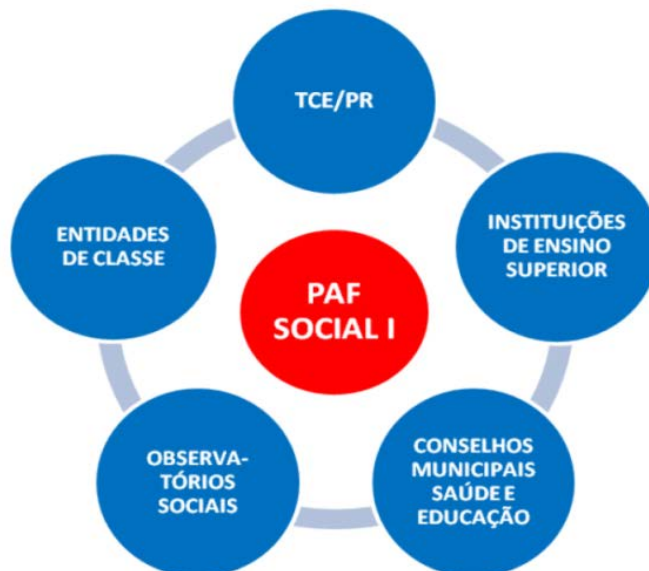 TCE/PR
INSTITUIÇÕES
DE ENSINO
SUPERIOR
ENTIDADES
DE CLASSE
PAF
SOCIAL I
CONSELHOS
MUNICIPAIS
SAÚDE E
EDUCAÇÃO
OBSERVA-
TÓRIOS
SOCIAIS